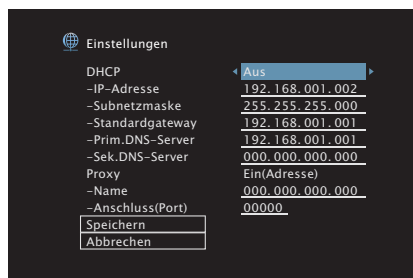 Einstellungen
DHCP Aus
–IP–Adresse 192.168.001.002
–Subnetzmaske 255.255.255.000
–Standardgateway 192.168.001.001
–Prim.DNS–Server 192.168.001.001
–Sek.DNS–Server 000.000.000.000
Proxy Ein(Adresse)
–Name 000.000.000.000
–Anschluss(Port) 00000
Speichern
Abbrechen